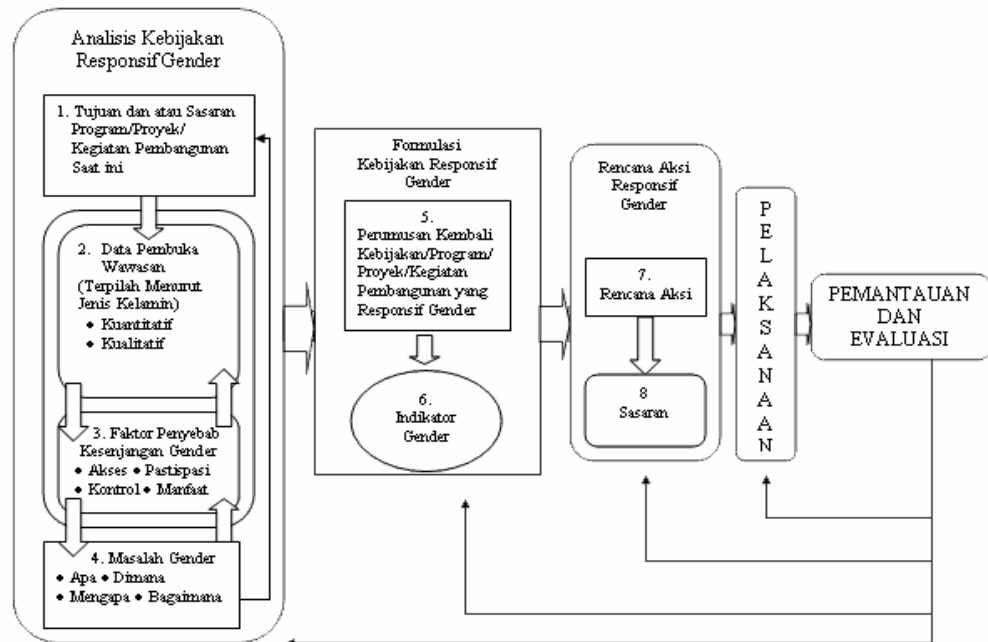 Analisis Kebijakan
Responsif Gender
1. Tujuan dan atau Sasaran
Program/Proyek/
Kegiatan Pembangunan
Saat ini
2. Data Pembuka
Wawasan
(Terpilah Menurut
Jenis Kelamin)
• Kuantitatif
• Kualitatif
3. Faktor Penyebab
Kesenjangan Gender
• Akses • Pastispasi
• Kontrol • Manfaat
4. Masalah Gender
• Apa • Dimana
• Mengapa • Bagaimana
Formulasi
Kebijakan Responsif
Gender
5.
Perumusan Kembali
Kebijakan/Program/
Proyek/Kegiatan
Pembangunan yang
Responsif Gender
6.
Indikator
Gender
Rencana Aksi
Responsif
Gender
7.
Rencana Aksi
8
Sasaran
P
E
L
A
K
S
A
N
A
A
N
PEMANTAUAN
DAN
EVALUASI